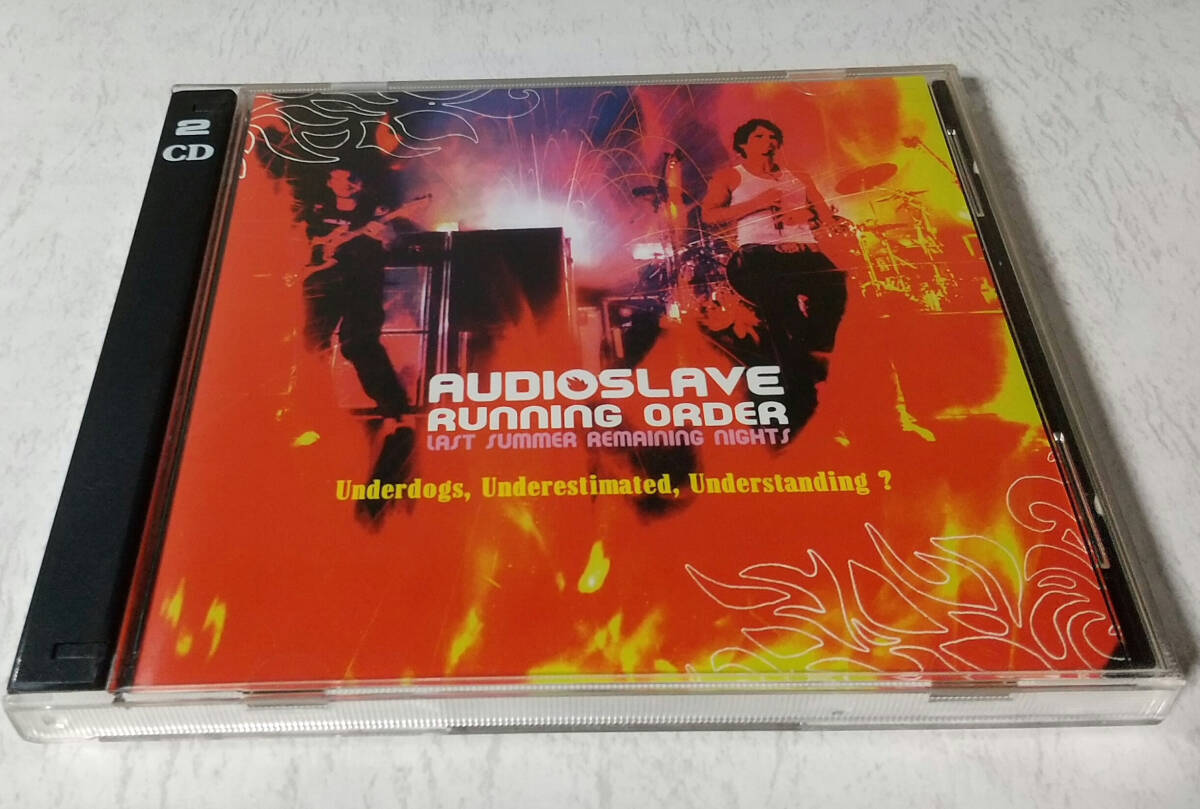 2
CD
AUDIOSLAVE
RUNNING ORDER
LAST SUMMER REMAINING NIGHTS
Underdogs, Underestimated, Understanding ?